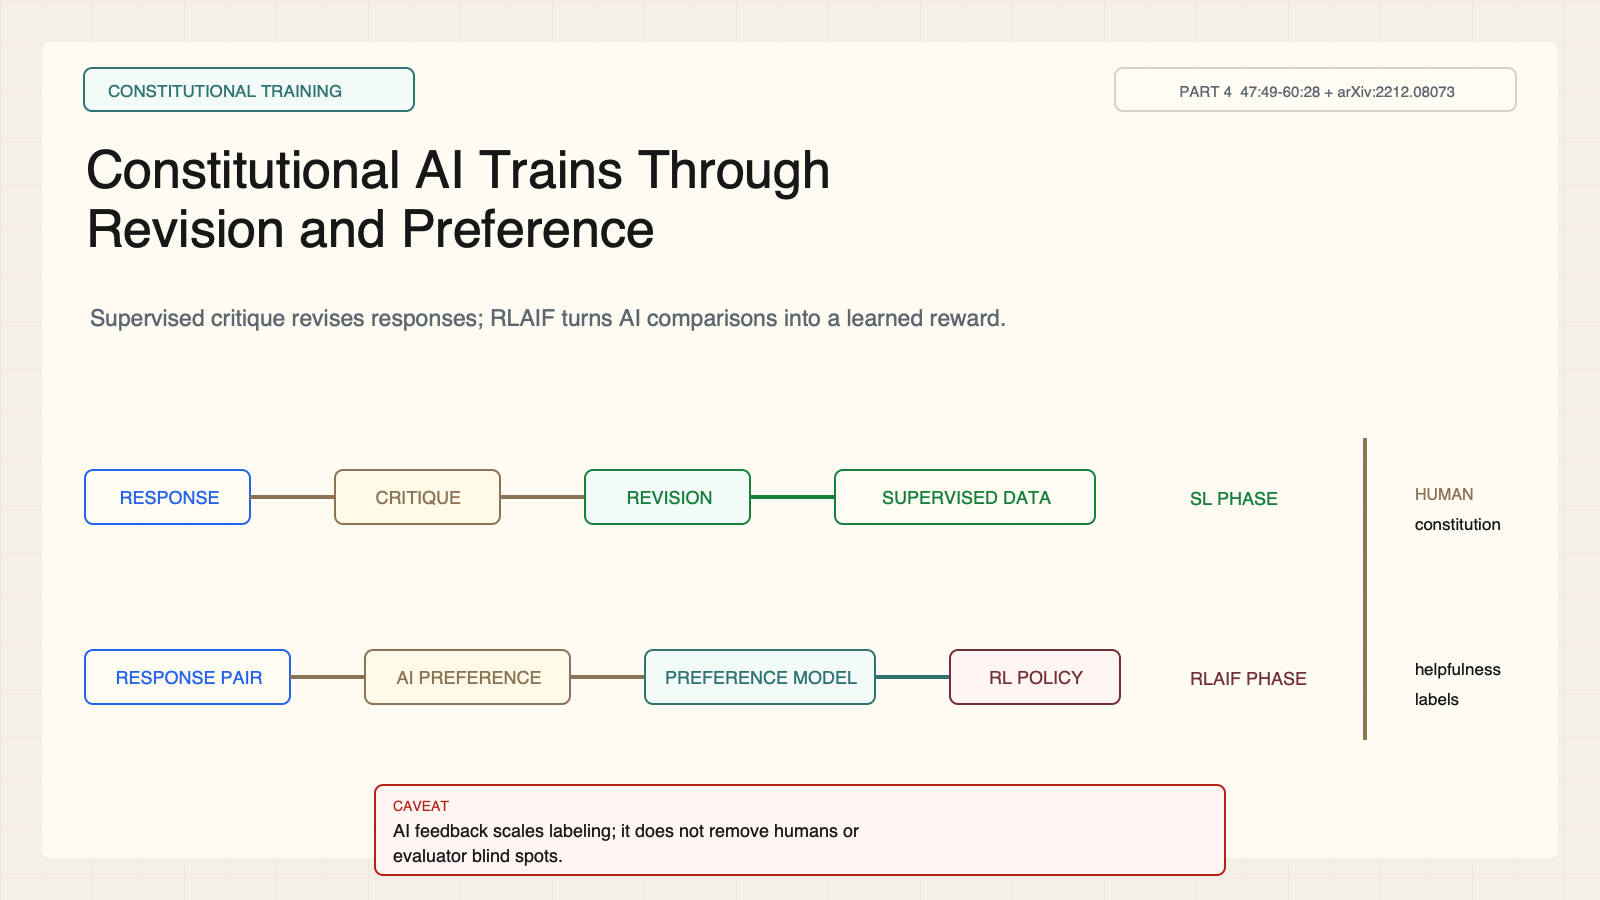 CONSTITUTIONAL TRAINING
PART 4 47:49-60:28 + arXiv:2212.08073
Constitutional AI Trains Through
Revision and Preference
Supervised critique revises responses; RLAIF turns AI comparisons into a learned reward.
RESPONSE
CRITIQUE
REVISION
SUPERVISED DATA
SL PHASE
HUMAN
constitution
RESPONSE PAIR
AI PREFERENCE
PREFERENCE MODEL
RL POLICY
RLAIF PHASE
helpfulness
labels
CAVEAT
AI feedback scales labeling; it does not remove humans or
evaluator blind spots.